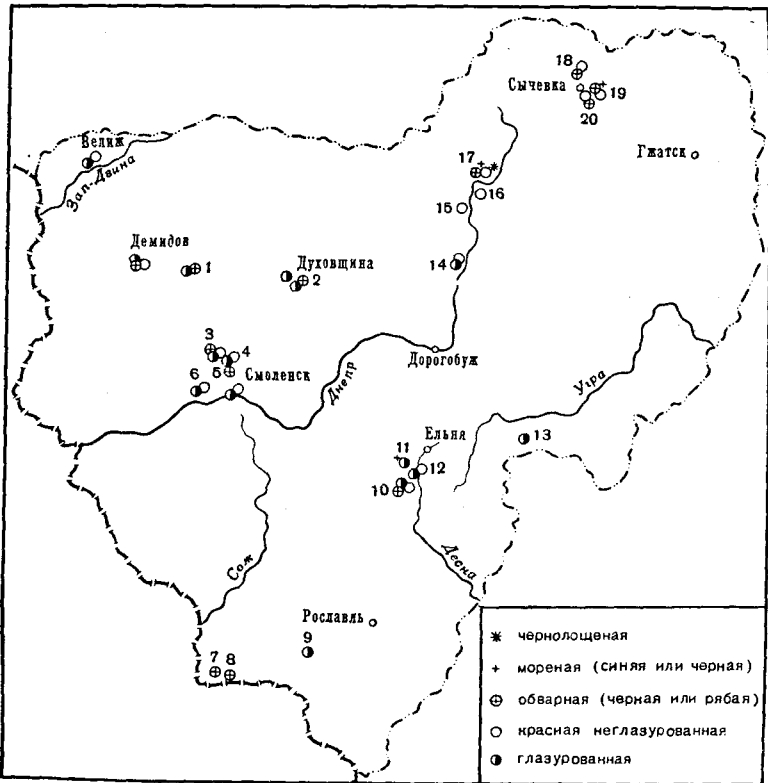 18
Сычевка
19
20
Велиж
Гжатск
Зап-Двина
17
16
15
Демидов
1
Духовщина
2
14
3
4
5
Смоленск
6
Днепр
Дорогобуж
Угра
Ельня
13
11
12
10
Десна
Сож
Рославль
9
7
8
чернолощеная
+ мореная (синяя или черная)
обварная (черная или рябая)
красная неглазурованная
глазурованная